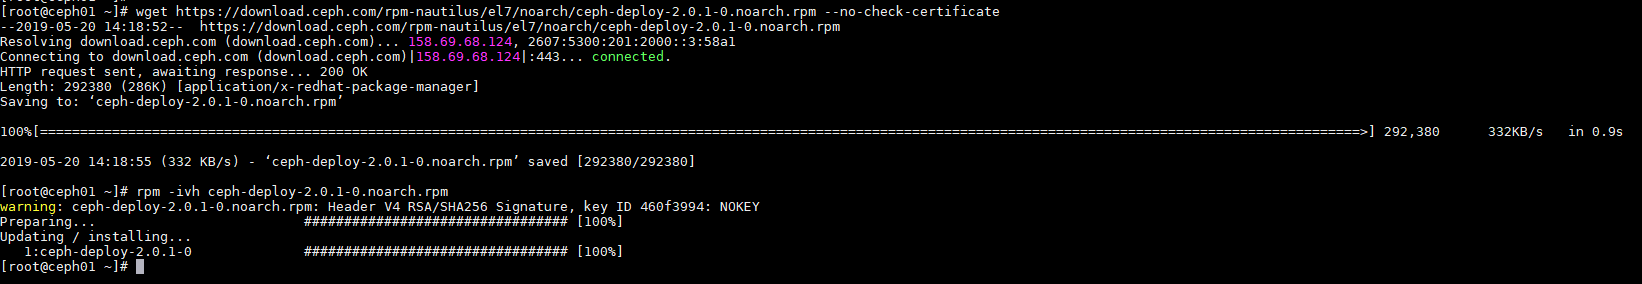 [root@ceph01 ~]# wget https://download.ceph.com/rpm-nautilus/el7/noarch/ceph-deploy-2.0.1-0.noarch.rpm --no-check-certificate
--2019-05-20 14:18:52--  https://download.ceph.com/rpm-nautilus/el7/noarch/ceph-deploy-2.0.1-0.noarch.rpm
Resolving download.ceph.com (download.ceph.com)... 158.69.68.124, 2607:5300:201:2000::3:58a1
Connecting to download.ceph.com (download.ceph.com)|158.69.68.124|:443... connected.
HTTP request sent, awaiting response... 200 OK
Length: 292380 (286K) [application/x-redhat-package-manager]
Saving to: ‘ceph-deploy-2.0.1-0.noarch.rpm’
100%[=====================================================================================================================================================================>] 292,380      332KB/s   in 0.9s
2019-05-20 14:18:55 (332 KB/s) - ‘ceph-deploy-2.0.1-0.noarch.rpm’ saved [292380/292380]
[root@ceph01 ~]# rpm -ivh ceph-deploy-2.0.1-0.noarch.rpm
warning: ceph-deploy-2.0.1-0.noarch.rpm: Header V4 RSA/SHA256 Signature, key ID 460f3994: NOKEY
Preparing...                          ################################# [100%]
Updating / installing...
   1:ceph-deploy-2.0.1-0              ################################# [100%]
[root@ceph01 ~]#